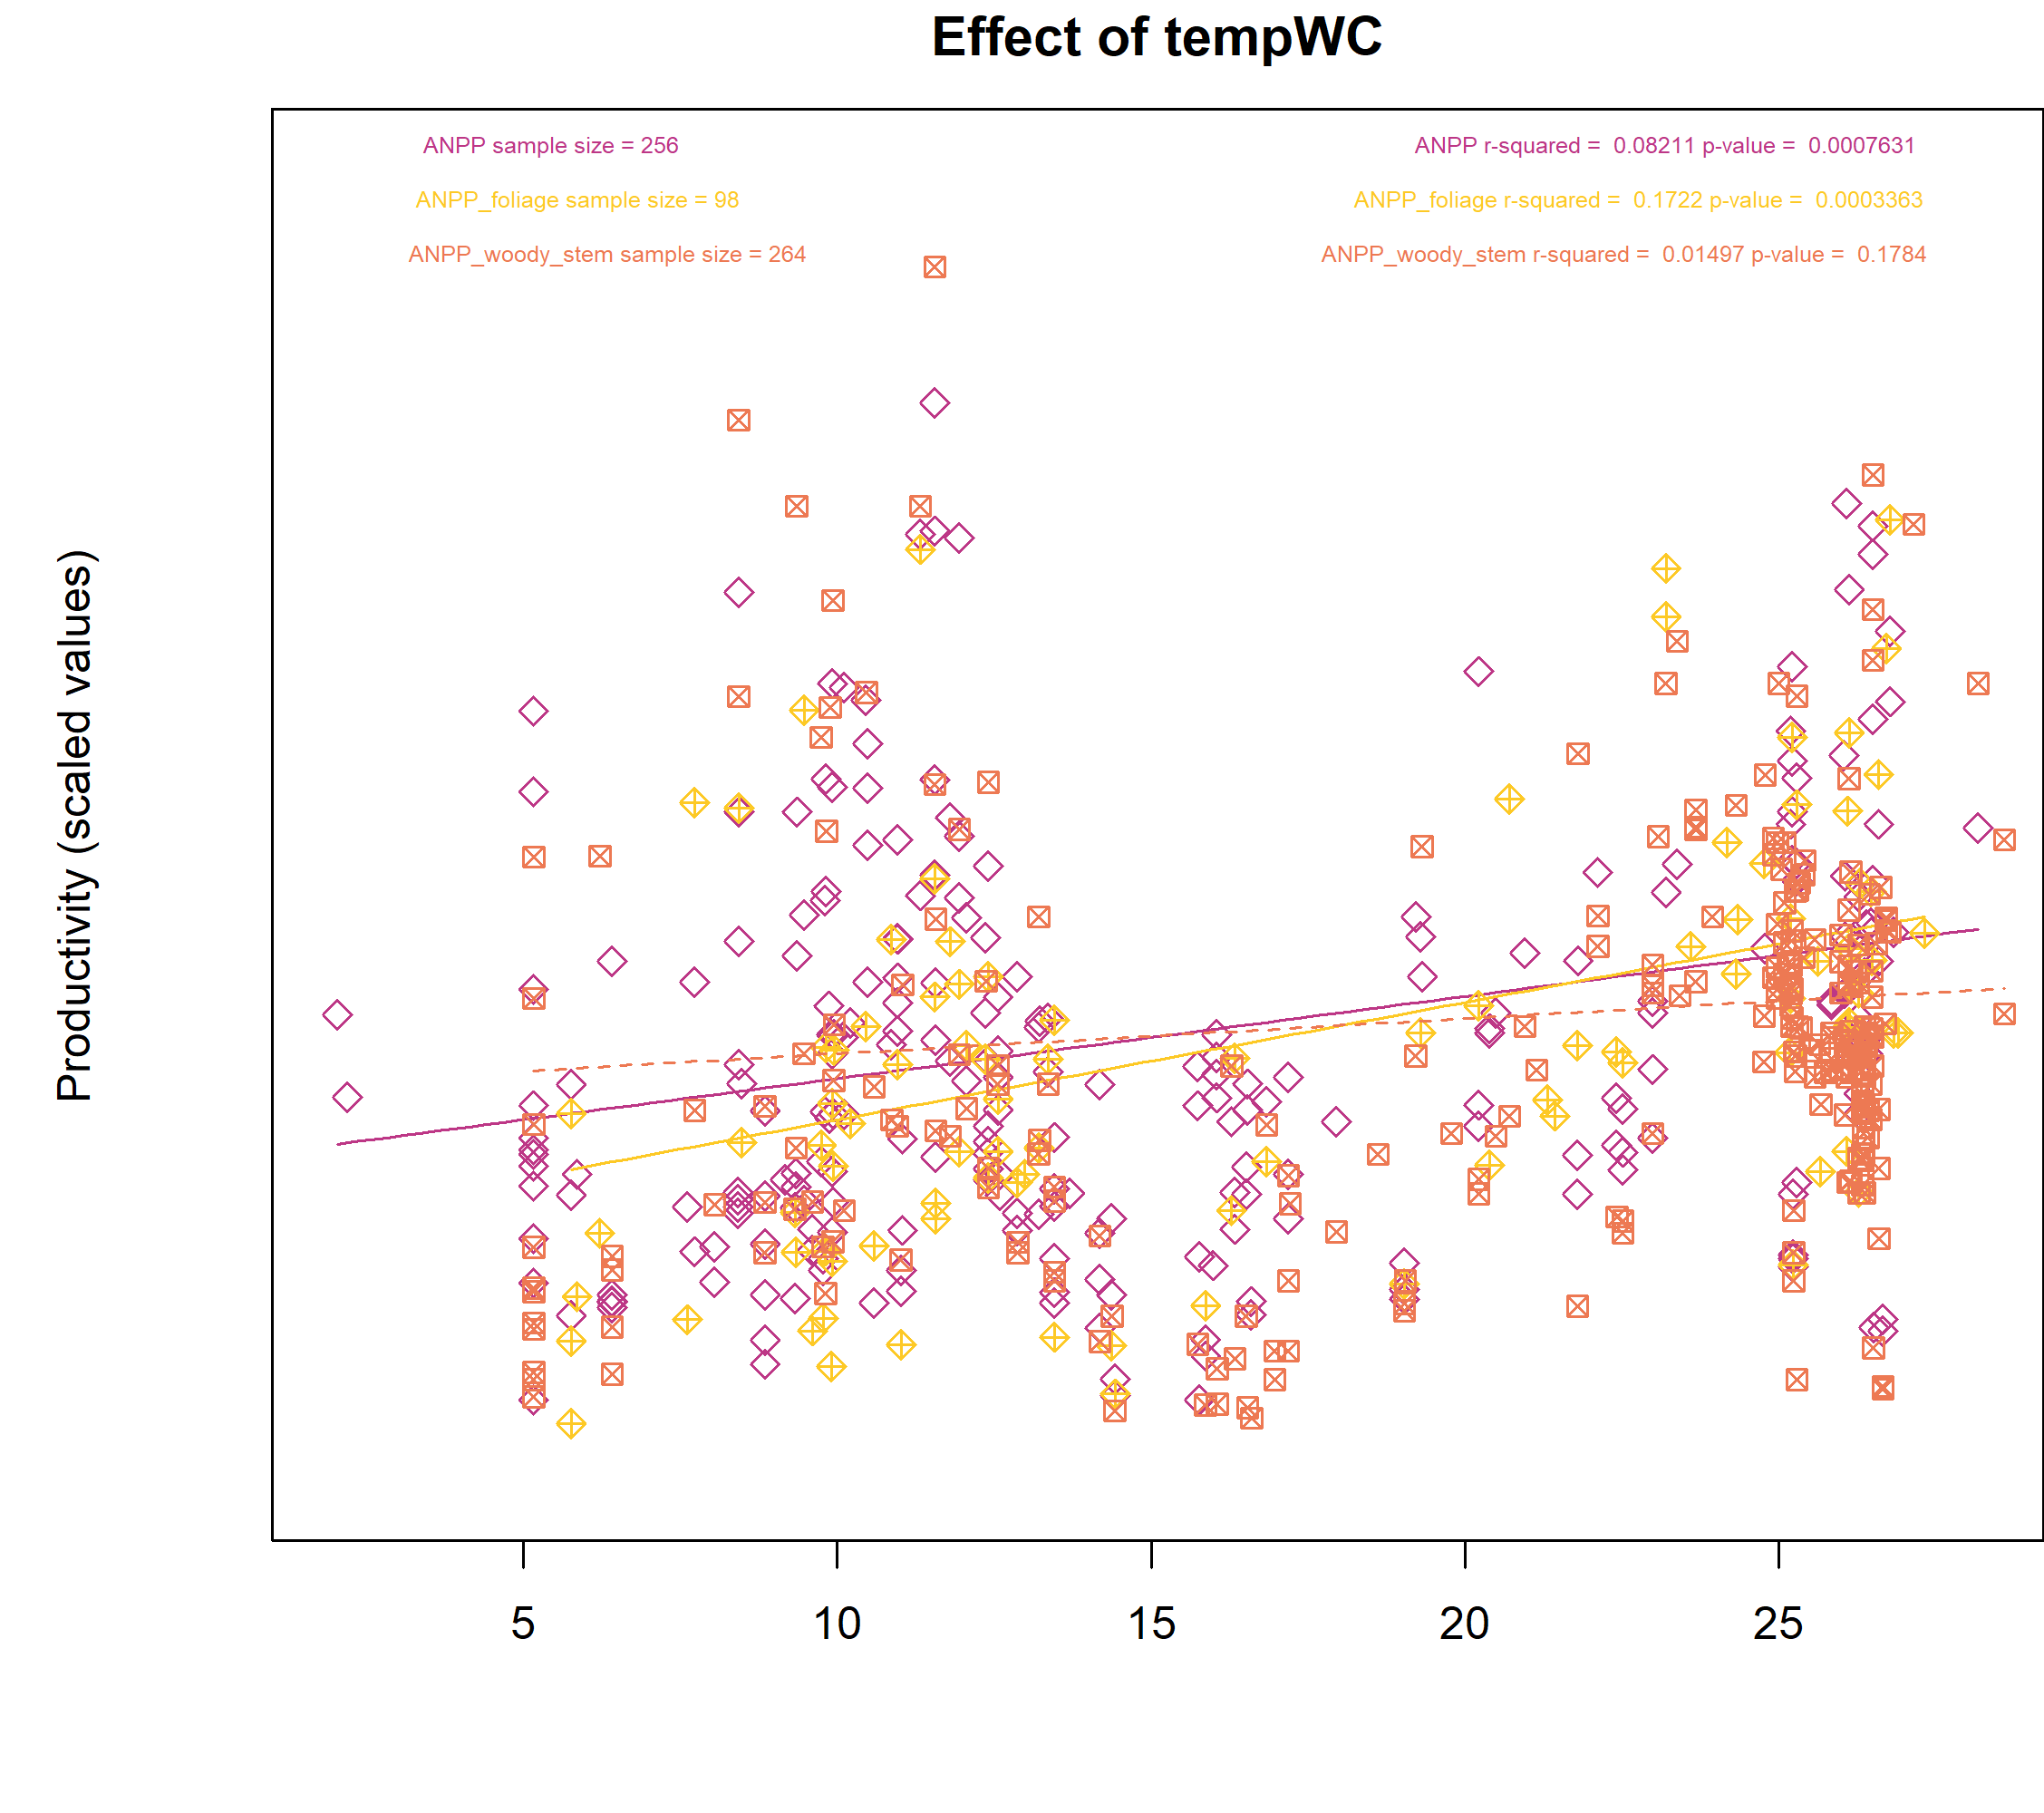 Effect of tempWC
ANPP sample size = 256
ANPP r-squared = 0.08211 p-value = 0.0007631
ANPP_foliage sample size = 98
ANPP_foliage r-squared = 0.1722 p-value = 0.0003363
ANPP_woody_stem sample size = 264
ANPP_woody_stem r-squared = 0.01497 p-value = 0.1784
Productivity (scaled values)
5 10 15 20 25